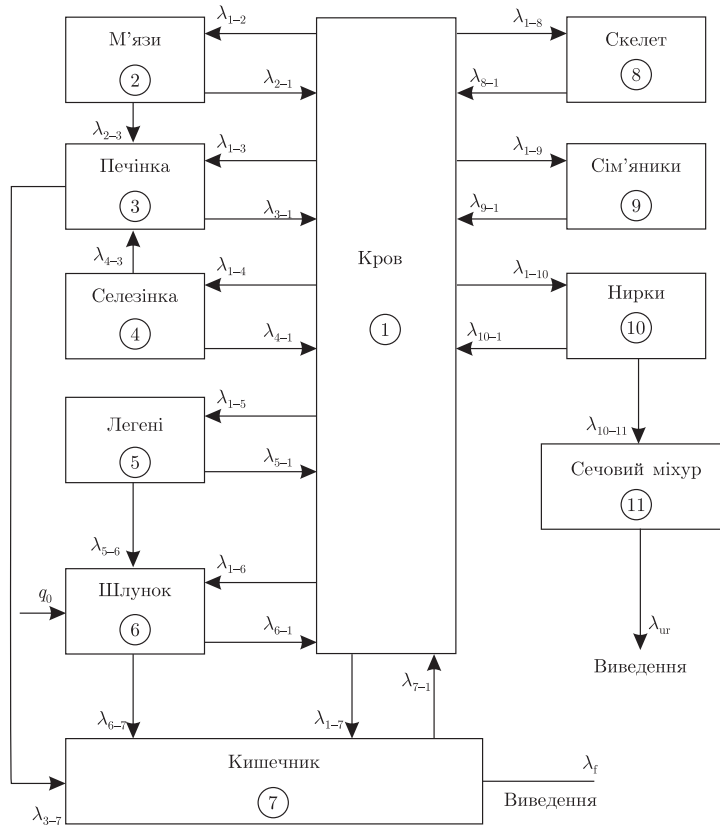 λ1–2
λ1–8
М'язи
2
Скелет
8
λ2–1
λ8–1
λ2–3
λ1–3
λ1–9
Печінка
3
Сім'яники
9
λ3–1
λ9–1
Кров
1
λ4–3
λ1–4
λ1–10
Селезінка
4
Нирки
10
λ4–1
λ10–1
λ1–5
Легені
5
λ10–11
λ5–1
Сечовий міхур
11
λ5–6
λ1–6
q0
Шлунок
6
λ6–1
λur
Виведення
λ6–7
λ1–7
λ7–1
Кишечник
7
λf
Виведення
λ3–7